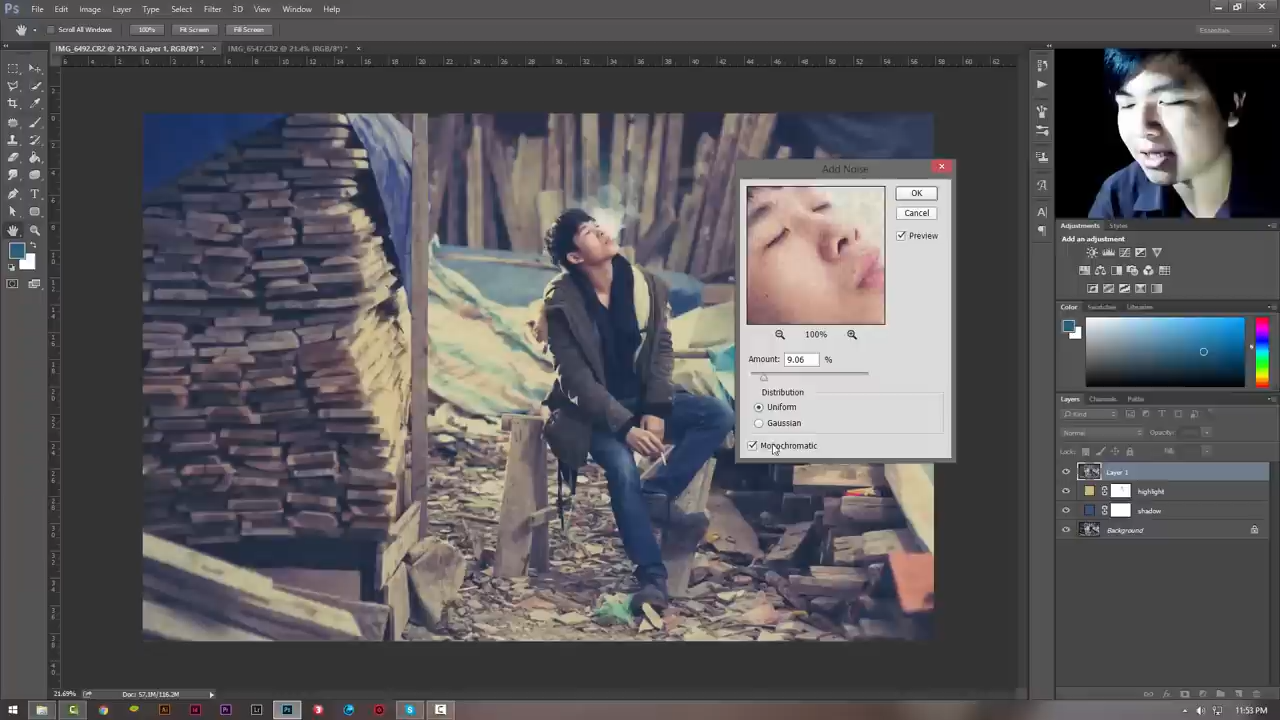 Ps File Edit Image Layer Type Select Filter 3D View Window Help
Scroll All Windows 100% Fit Screen Fill Screen Essentials
IMG_6492.CR2 @ 21.7% (Layer 1, RGB/8*) * × IMG_6547.CR2 @ 21.4% (RGB/8*) * ×
Add Noise
OK
Cancel
Preview
100%
Amount: 9.06 %
Distribution
Uniform
Gaussian
Monochromatic
Adjustments Styles
Add an adjustment
Color Swatches Libraries
Layers Channels Paths
Kind
Normal Opacity:
Lock: Fill:
Layer 1
highlight
shadow
Background
21.69% Doc: 57.1M/116.2M
11:53 PM